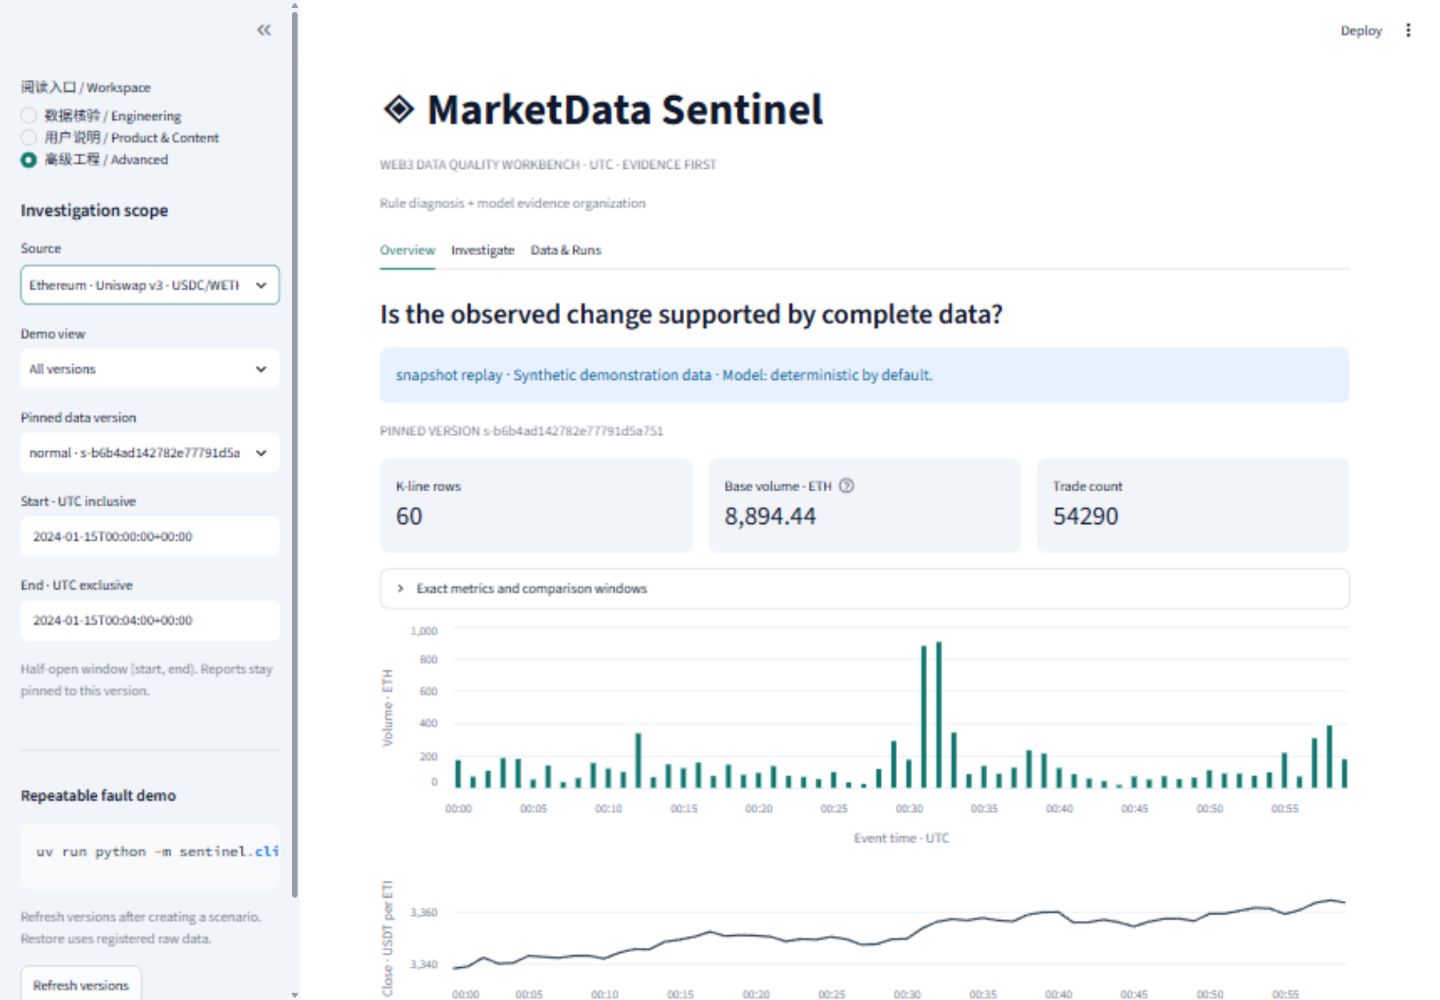 阅读入口 / Workspace
数据核验 / Engineering
用户说明 / Product & Content
高级工程 / Advanced
Investigation scope
Source
Ethereum · Uniswap v3 · USDC/WETH
Demo view
All versions
Pinned data version
normal · s-b6b4ad142782e77791d5a
Start · UTC inclusive
2024-01-15T00:00:00+00:00
End · UTC exclusive
2024-01-15T00:04:00+00:00
Half-open window [start, end). Reports stay
pinned to this version.
Repeatable fault demo
uv run python -m sentinel.cli
Refresh versions after creating a scenario.
Restore uses registered raw data.
Refresh versions
Deploy
MarketData Sentinel
WEB3 DATA QUALITY WORKBENCH · UTC · EVIDENCE FIRST
Rule diagnosis + model evidence organization
Overview Investigate Data & Runs
Is the observed change supported by complete data?
snapshot replay · Synthetic demonstration data · Model: deterministic by default.
PINNED VERSION s-b6b4ad142782e77791d5a751
K-line rows
60
Base volume · ETH
8,894.44
Trade count
54290
Exact metrics and comparison windows
Volume · ETH
1,000
800
600
400
200
0
00:00 00:05 00:10 00:15 00:20 00:25 00:30 00:35 00:40 00:45 00:50 00:55
Event time · UTC
Close · USDT per ETH
3,360
3,340
00:00 00:05 00:10 00:15 00:20 00:25 00:30 00:35 00:40 00:45 00:50 00:55